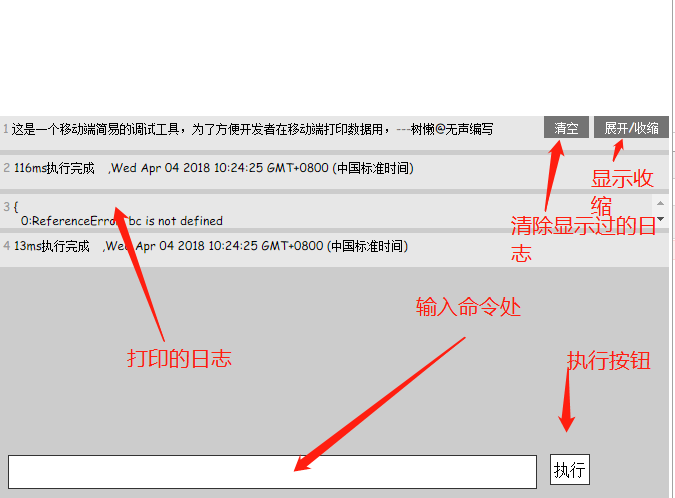 1 这是一个移动端简易的调试工具，为了方便开发者在移动端打印数据用，---树懒@无声编写
清空
展开/收缩
2 116ms执行完成 ,Wed Apr 04 2018 10:24:25 GMT+0800 (中国标准时间)
显示收
缩
3 {
0:ReferenceError: bc is not defined
清除显示过的日
志
4 13ms执行完成 ,Wed Apr 04 2018 10:24:25 GMT+0800 (中国标准时间)
输入命令处
打印的日志
执行按钮
执行